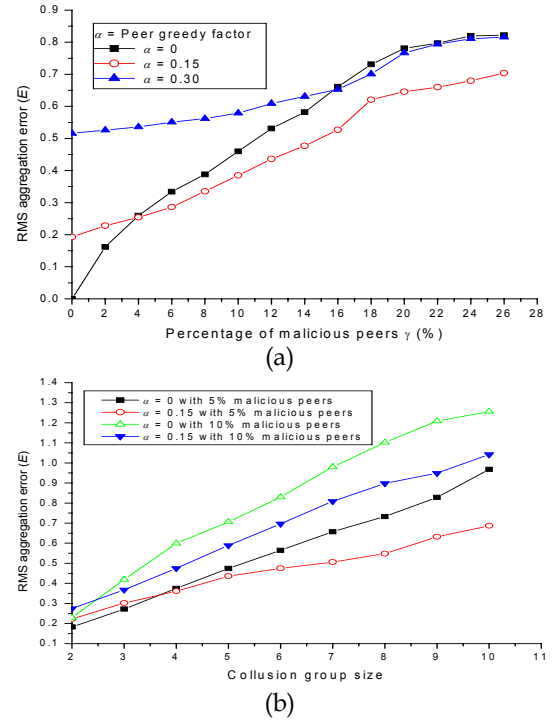 α = Peer greedy factor
α = 0
α = 0.15
α = 0.30
RMS aggregation error (E)
0.9
0.8
0.7
0.6
0.5
0.4
0.3
0.2
0.1
0.0
0 2 4 6 8 10 12 14 16 18 20 22 24 26 28
Percentage of malicious peers γ (%)
(a)
α = 0 with 5% malicious peers
α = 0.15 with 5% malicious peers
α = 0 with 10% malicious peers
α = 0.15 with 10% malicious peers
RMS aggregation error (E)
1.4
1.3
1.2
1.1
1.0
0.9
0.8
0.7
0.6
0.5
0.4
0.3
0.2
0.1
2 3 4 5 6 7 8 9 10 11
Collusion group size
(b)